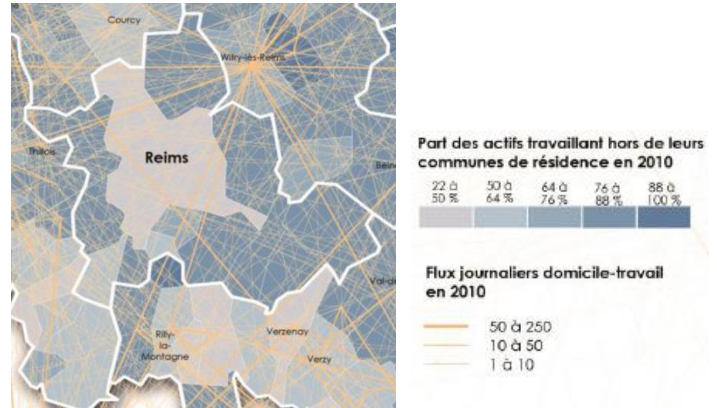 Courcy
Witry-lès-Reims
Thillois
Reims
Rilly-
la-
Montagne
Verzenay
Verzy
Part des actifs travaillant hors de leurs
communes de résidence en 2010
22 à 50 à 64 à 76 à 88 à
50 % 64 % 76 % 88 % 100 %
Flux journaliers domicile-travail
en 2010
50 à 250
10 à 50
1 à 10